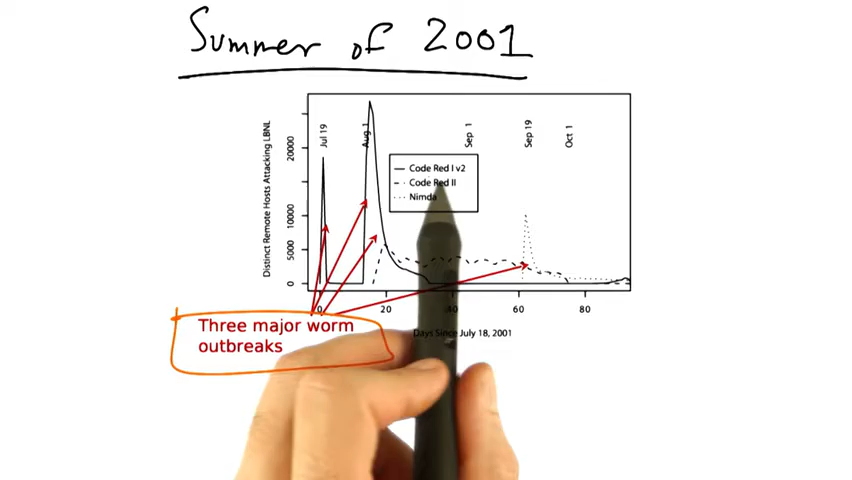 Summer of 2001
Jul 19
Aug 1
Sep 1
Sep 19
Oct 1
Distinct Remote Hosts Attacking LBNL
20000
10000
5000
0
Code Red I v2
Code Red II
Nimda
0 20 40 60 80
Days Since July 18, 2001
Three major worm
outbreaks